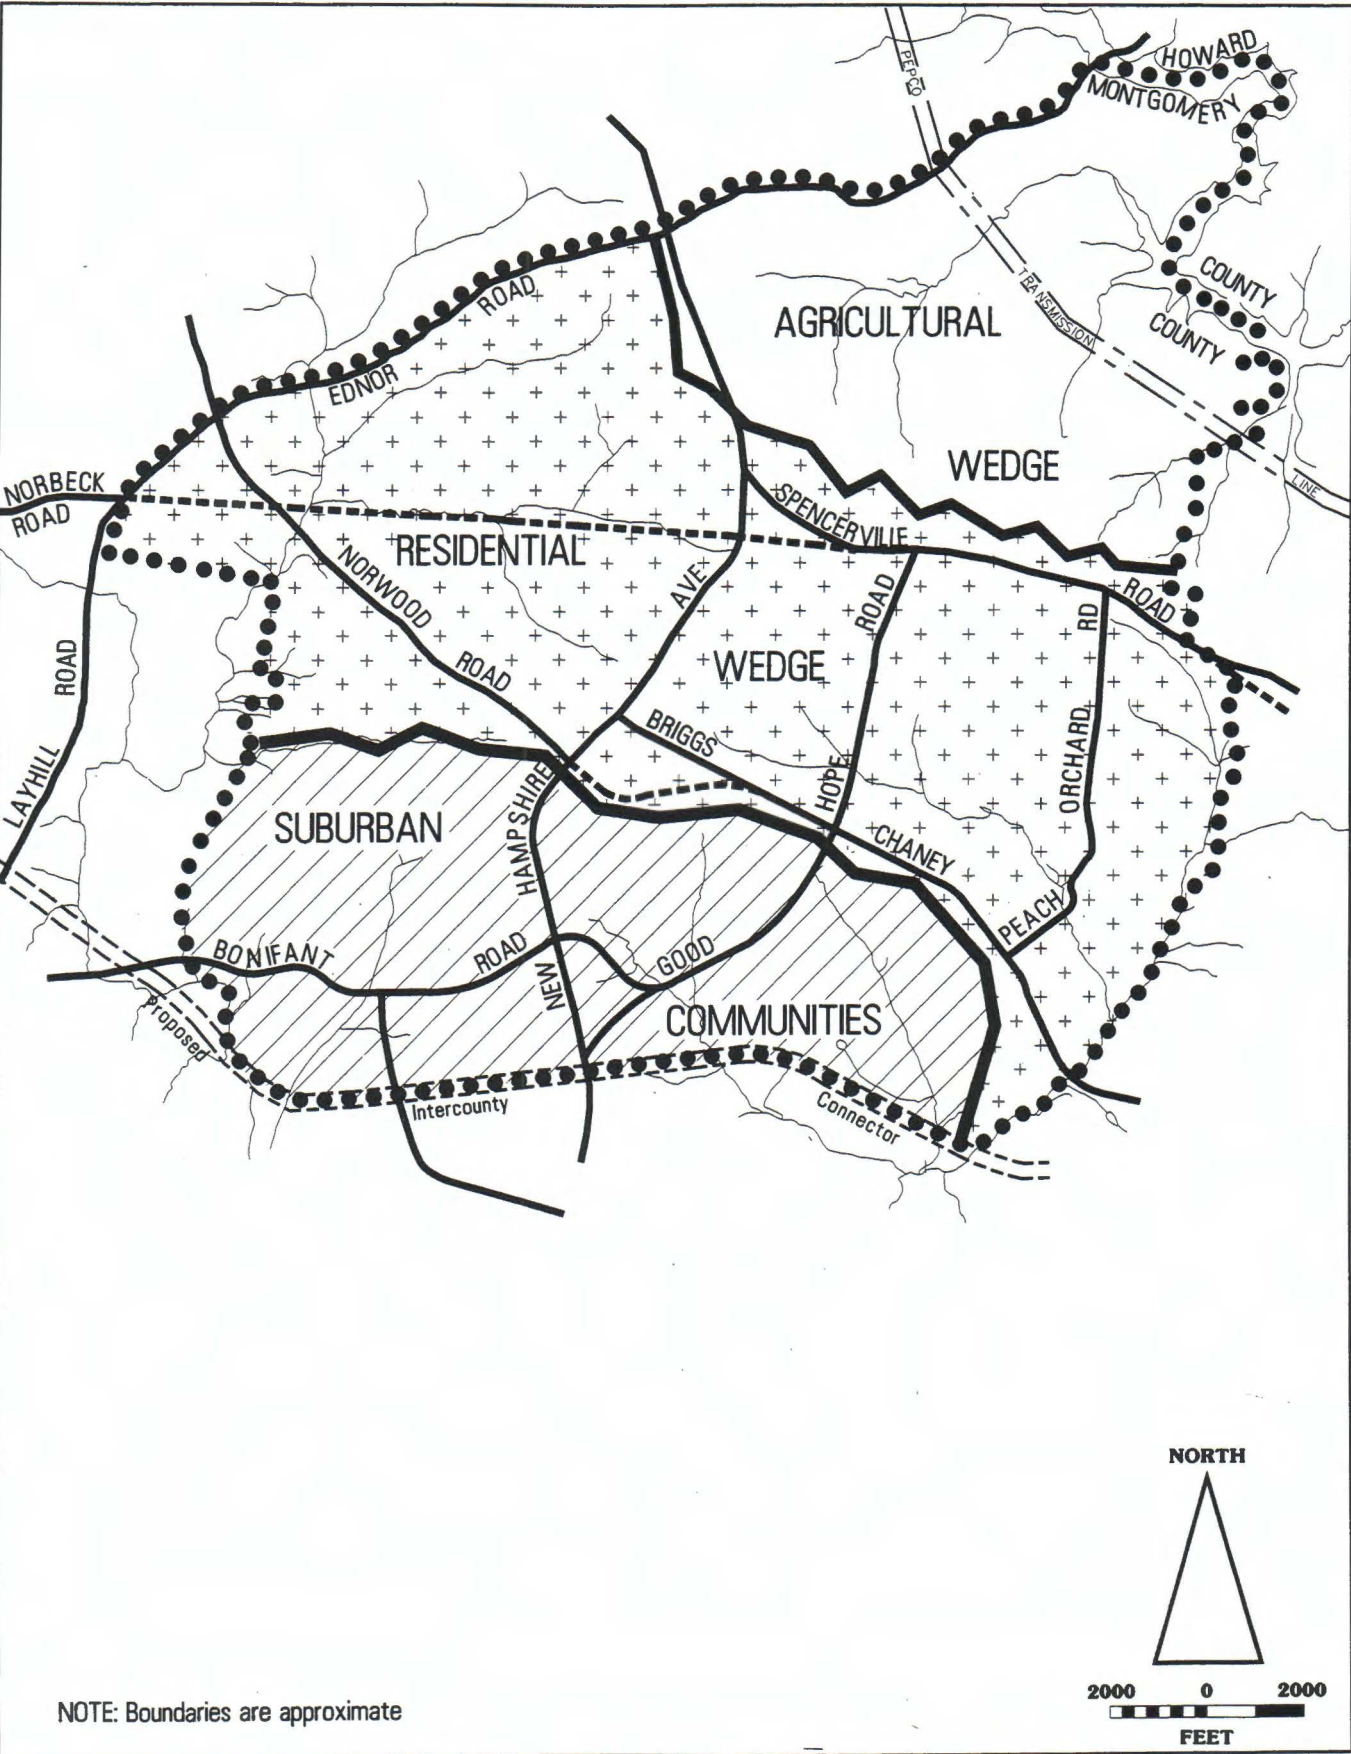 HOWARD
MONTGOMERY
PEPCO
COUNTY
COUNTY
TRANSMISSION
LINE
AGRICULTURAL
WEDGE
ROAD
EDNOR
NORBECK
ROAD
SPENCERVILLE
ROAD
RESIDENTIAL
WEDGE
NORWOOD
ROAD
AVE
ROAD
RD
BRIGGS
HOPE
ORCHARD
CHANEY
PEACH
ROAD
LAYHILL
SUBURBAN
HAMPSHIRE
BONIFANT
ROAD
NEW
GOOD
COMMUNITIES
Proposed
Intercounty
Connector
NORTH
2000 0 2000
FEET
NOTE: Boundaries are approximate